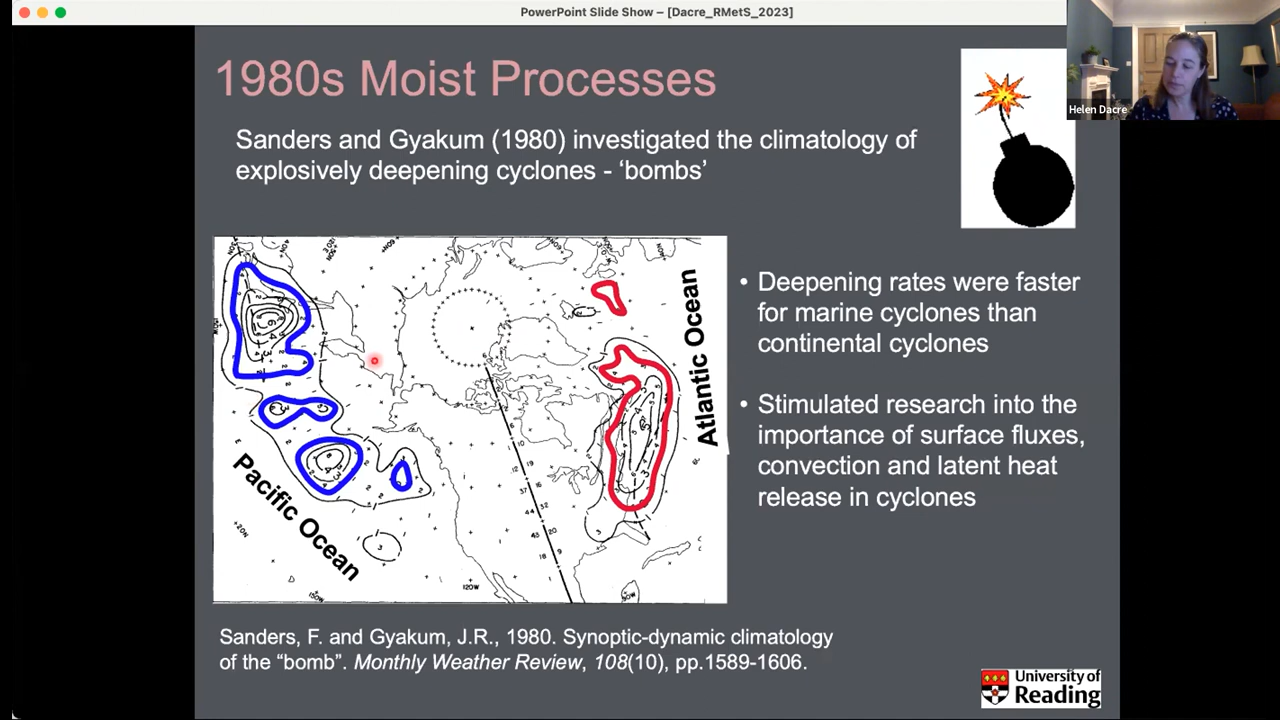 PowerPoint Slide Show – [Dacre_RMetS_2023]
Helen Dacre
1980s Moist Processes
Sanders and Gyakum (1980) investigated the climatology of
explosively deepening cyclones - ‘bombs’
Pacific Ocean
Atlantic Ocean
120W
• Deepening rates were faster
for marine cyclones than
continental cyclones
• Stimulated research into the
importance of surface fluxes,
convection and latent heat
release in cyclones
Sanders, F. and Gyakum, J.R., 1980. Synoptic-dynamic climatology
of the “bomb”. Monthly Weather Review, 108(10), pp.1589-1606.
University of
Reading